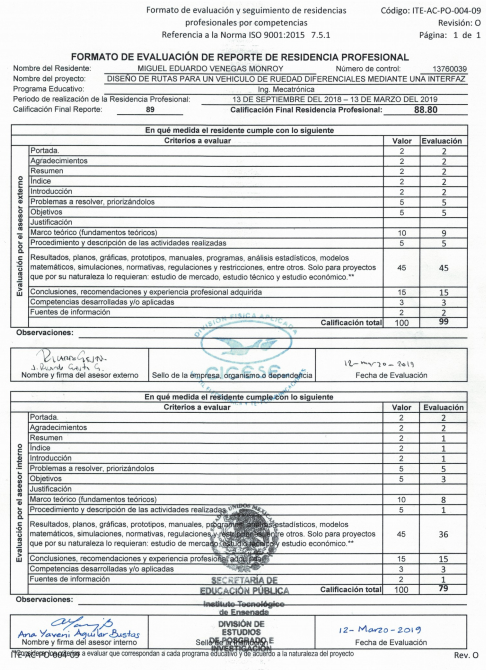 Formato de evaluación y seguimiento de residencias
profesionales por competencias
Referencia a la Norma ISO 9001:2015 7.5.1
Código: ITE-AC-PO-004-09
Revisión: O
Página: 1 de 1
FORMATO DE EVALUACIÓN DE REPORTE DE RESIDENCIA PROFESIONAL
Nombre del Residente: MIGUEL EDUARDO VENEGAS MONROY Número de control: 13760039
Nombre del proyecto: DISEÑO DE RUTAS PARA UN VEHICULO DE RUEDAD DIFERENCIALES MEDIANTE UNA INTERFAZ
Programa Educativo: Ing. Mecatrónica
Periodo de realización de la Residencia Profesional: 13 DE SEPTIEMBRE DEL 2018 – 13 DE MARZO DEL 2019
Calificación Final Reporte: 89 Calificación Final Residencia Profesional: 88.80
En qué medida el residente cumple con lo siguiente
Criterios a evaluar Valor Evaluación
Evaluación por el asesor externo
Portada. 2 2
Agradecimientos 2 2
Resumen 2 2
Índice 2 2
Introducción 2 2
Problemas a resolver, priorizándolos 5 5
Objetivos 5 5
Justificación
Marco teórico (fundamentos teóricos) 10 9
Procedimiento y descripción de las actividades realizadas 5 5
Resultados, planos, gráficas, prototipos, manuales, programas, análisis estadísticos, modelos
matemáticos, simulaciones, normativas, regulaciones y restricciones, entre otros. Solo para proyectos 45 45
que por su naturaleza lo requieran: estudio de mercado, estudio técnico y estudio económico.**
Conclusiones, recomendaciones y experiencia profesional adquirida 15 15
Competencias desarrolladas y/o aplicadas 3 3
Fuentes de información 2 2
Calificación total 100 99
Observaciones:
DIVISIÓN FÍSICA APLICADA
CICESE
12-marzo-2019
Nombre y firma del asesor externo Sello de la empresa, organismo o dependencia Fecha de Evaluación
En qué medida el residente cumple con lo siguiente
Criterios a evaluar Valor Evaluación
Evaluación por el asesor interno
Portada. 2 2
Agradecimientos 2 2
Resumen 2 1
Índice 2 1
Introducción 2 1
Problemas a resolver, priorizándolos 5 5
Objetivos 5 3
Justificación
Marco teórico (fundamentos teóricos) 10 8
Procedimiento y descripción de las actividades realizadas 5 1
Resultados, planos, gráficas, prototipos, manuales, programas, análisis estadísticos, modelos
matemáticos, simulaciones, normativas, regulaciones y restricciones, entre otros. Solo para proyectos 45 36
que por su naturaleza lo requieran: estudio de mercado, estudio técnico y estudio económico.**
Conclusiones, recomendaciones y experiencia profesional adquirida 15 15
Competencias desarrolladas y/o aplicadas 3 3
Fuentes de información 2 1
Calificación total 100 79
Observaciones:
SECRETARÍA DE
EDUCACIÓN PÚBLICA
Instituto Tecnológico
de Ensenada
DIVISIÓN DE
ESTUDIOS
DE POSGRADO E
INVESTIGACIÓN
Ana Yaveni Aguilar Bustos 12-Marzo-2019
Nombre y firma del asesor interno Fecha de Evaluación
a evaluar que correspondan a cada programa educativo y de acuerdo a la naturaleza del proyecto
ITE-AC-PO-004-09 Rev. O